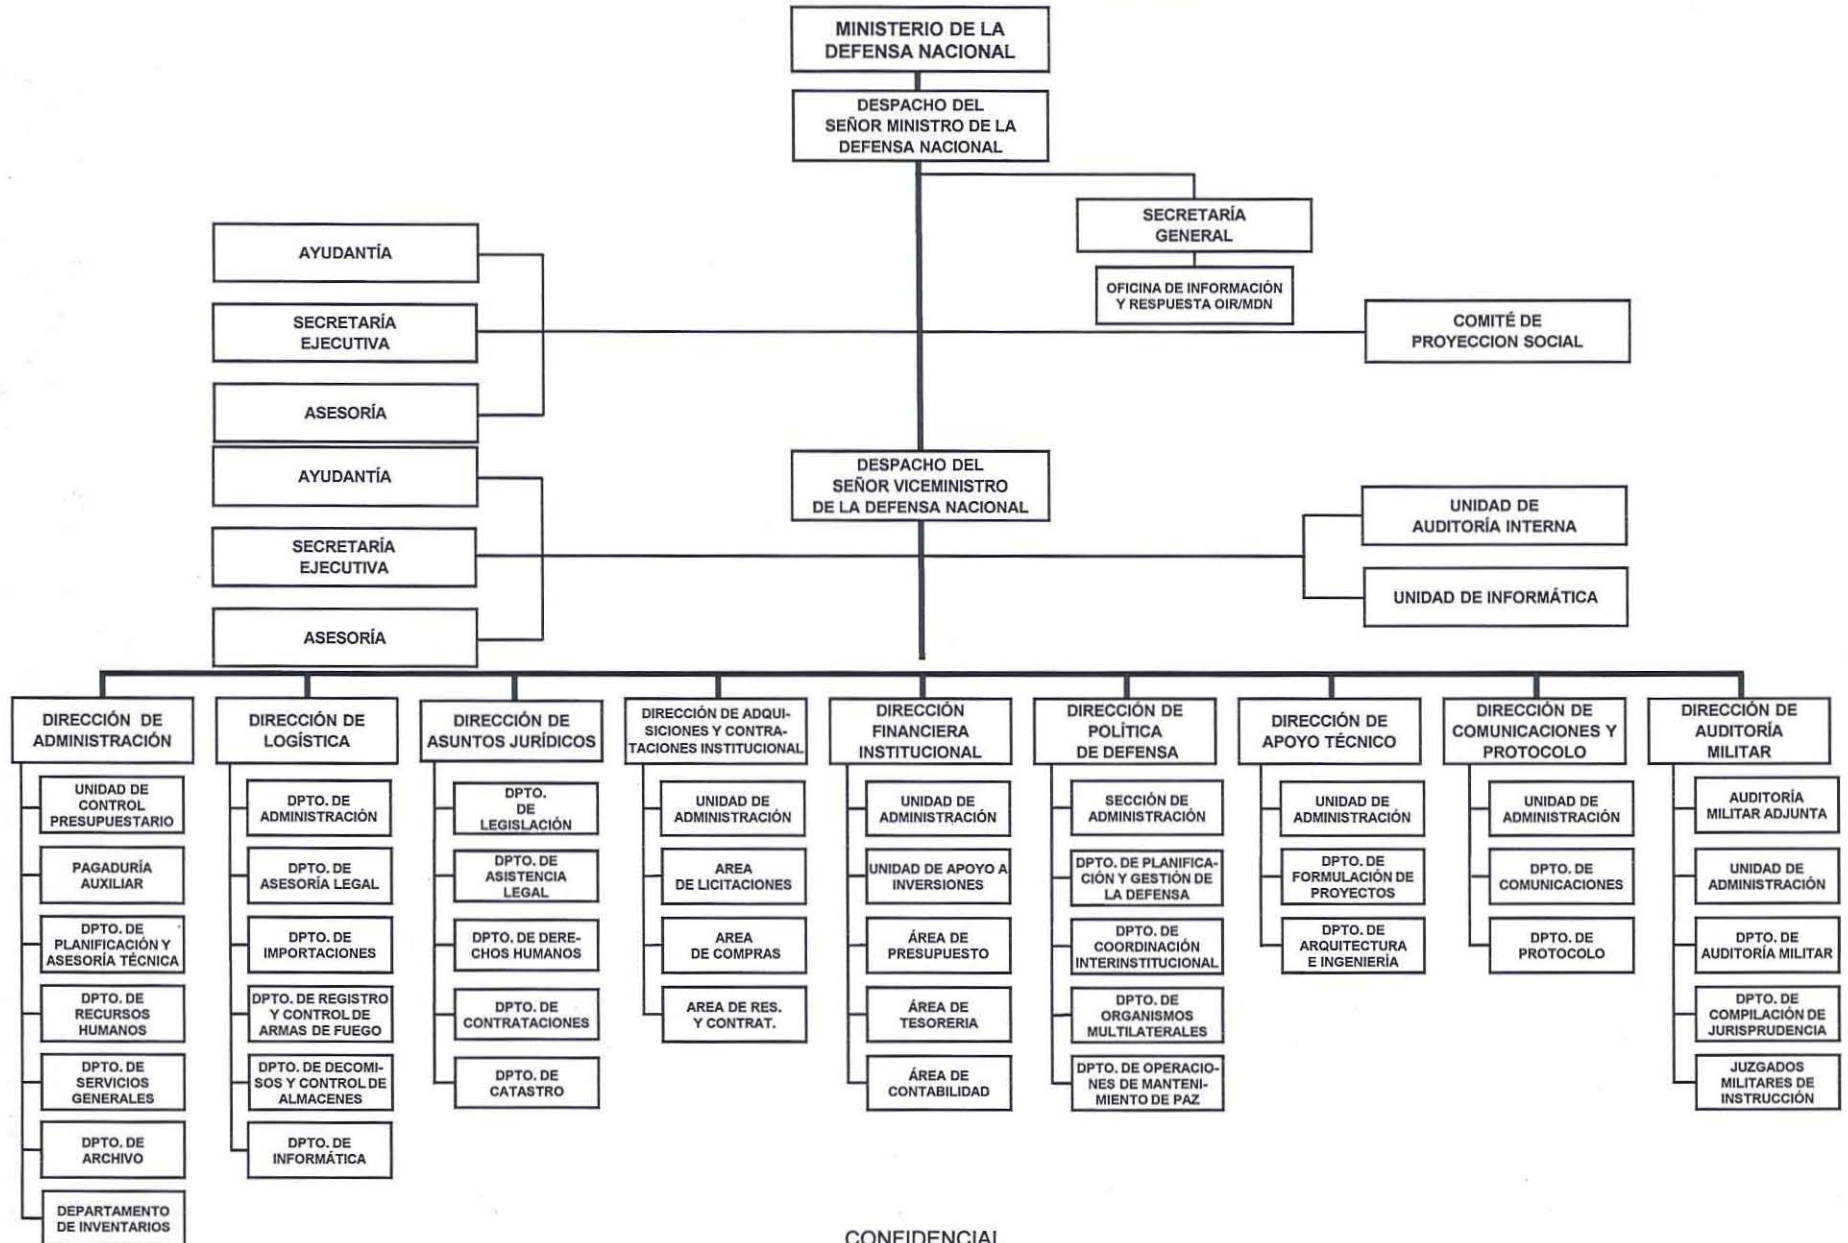 MINISTERIO DE LA
DEFENSA NACIONAL
DESPACHO DEL
SEÑOR MINISTRO DE LA
DEFENSA NACIONAL
SECRETARÍA
GENERAL
OFICINA DE INFORMACIÓN
Y RESPUESTA OIR/MDN
AYUDANTÍA
SECRETARÍA
EJECUTIVA
ASESORÍA
COMITÉ DE
PROYECCION SOCIAL
DESPACHO DEL
SEÑOR VICEMINISTRO
DE LA DEFENSA NACIONAL
AYUDANTÍA
SECRETARÍA
EJECUTIVA
ASESORÍA
UNIDAD DE
AUDITORÍA INTERNA
UNIDAD DE INFORMÁTICA
DIRECCIÓN DE
ADMINISTRACIÓN
UNIDAD DE
CONTROL
PRESUPUESTARIO
PAGADURÍA
AUXILIAR
DPTO. DE
PLANIFICACIÓN Y
ASESORÍA TÉCNICA
DPTO. DE
RECURSOS
HUMANOS
DPTO. DE
SERVICIOS
GENERALES
DPTO. DE
ARCHIVO
DEPARTAMENTO
DE INVENTARIOS
DIRECCIÓN DE
LOGÍSTICA
DPTO. DE
ADMINISTRACIÓN
DPTO. DE
ASESORÍA LEGAL
DPTO. DE
IMPORTACIONES
DPTO. DE REGISTRO
Y CONTROL DE
ARMAS DE FUEGO
DPTO. DE DECOMI-
SOS Y CONTROL DE
ALMACENES
DPTO. DE
INFORMÁTICA
DIRECCIÓN DE
ASUNTOS JURÍDICOS
DPTO.
DE
LEGISLACIÓN
DPTO. DE
ASISTENCIA
LEGAL
DPTO. DE DERE-
CHOS HUMANOS
DPTO. DE
CONTRATACIONES
DPTO. DE
CATASTRO
DIRECCIÓN DE ADQUI-
SICIONES Y CONTRA-
TACIONES INSTITUCIONAL
UNIDAD DE
ADMINISTRACIÓN
AREA
DE LICITACIONES
AREA
DE COMPRAS
AREA DE RES.
Y CONTRAT.
DIRECCIÓN
FINANCIERA
INSTITUCIONAL
UNIDAD DE
ADMINISTRACIÓN
UNIDAD DE APOYO A
INVERSIONES
ÁREA DE
PRESUPUESTO
ÁREA DE
TESORERIA
ÁREA DE
CONTABILIDAD
DIRECCIÓN DE
POLÍTICA
DE DEFENSA
SECCIÓN DE
ADMINISTRACIÓN
DPTO. DE PLANIFICA-
CIÓN Y GESTIÓN DE
LA DEFENSA
DPTO. DE
COORDINACIÓN
INTERINSTITUCIONAL
DPTO. DE
ORGANISMOS
MULTILATERALES
DPTO. DE OPERACIO-
NES DE MANTENI-
MIENTO DE PAZ
DIRECCIÓN DE
APOYO TÉCNICO
UNIDAD DE
ADMINISTRACIÓN
DPTO. DE
FORMULACIÓN DE
PROYECTOS
DPTO. DE
ARQUITECTURA
E INGENIERÍA
DIRECCIÓN DE
COMUNICACIONES Y
PROTOCOLO
UNIDAD DE
ADMINISTRACIÓN
DPTO. DE
COMUNICACIONES
DPTO. DE
PROTOCOLO
DIRECCIÓN DE
AUDITORÍA
MILITAR
AUDITORÍA
MILITAR ADJUNTA
UNIDAD DE
ADMINISTRACIÓN
DPTO. DE
AUDITORÍA MILITAR
DPTO. DE
COMPILACIÓN DE
JURISPRUDENCIA
JUZGADOS
MILITARES DE
INSTRUCCIÓN
CONFIDENCIAL